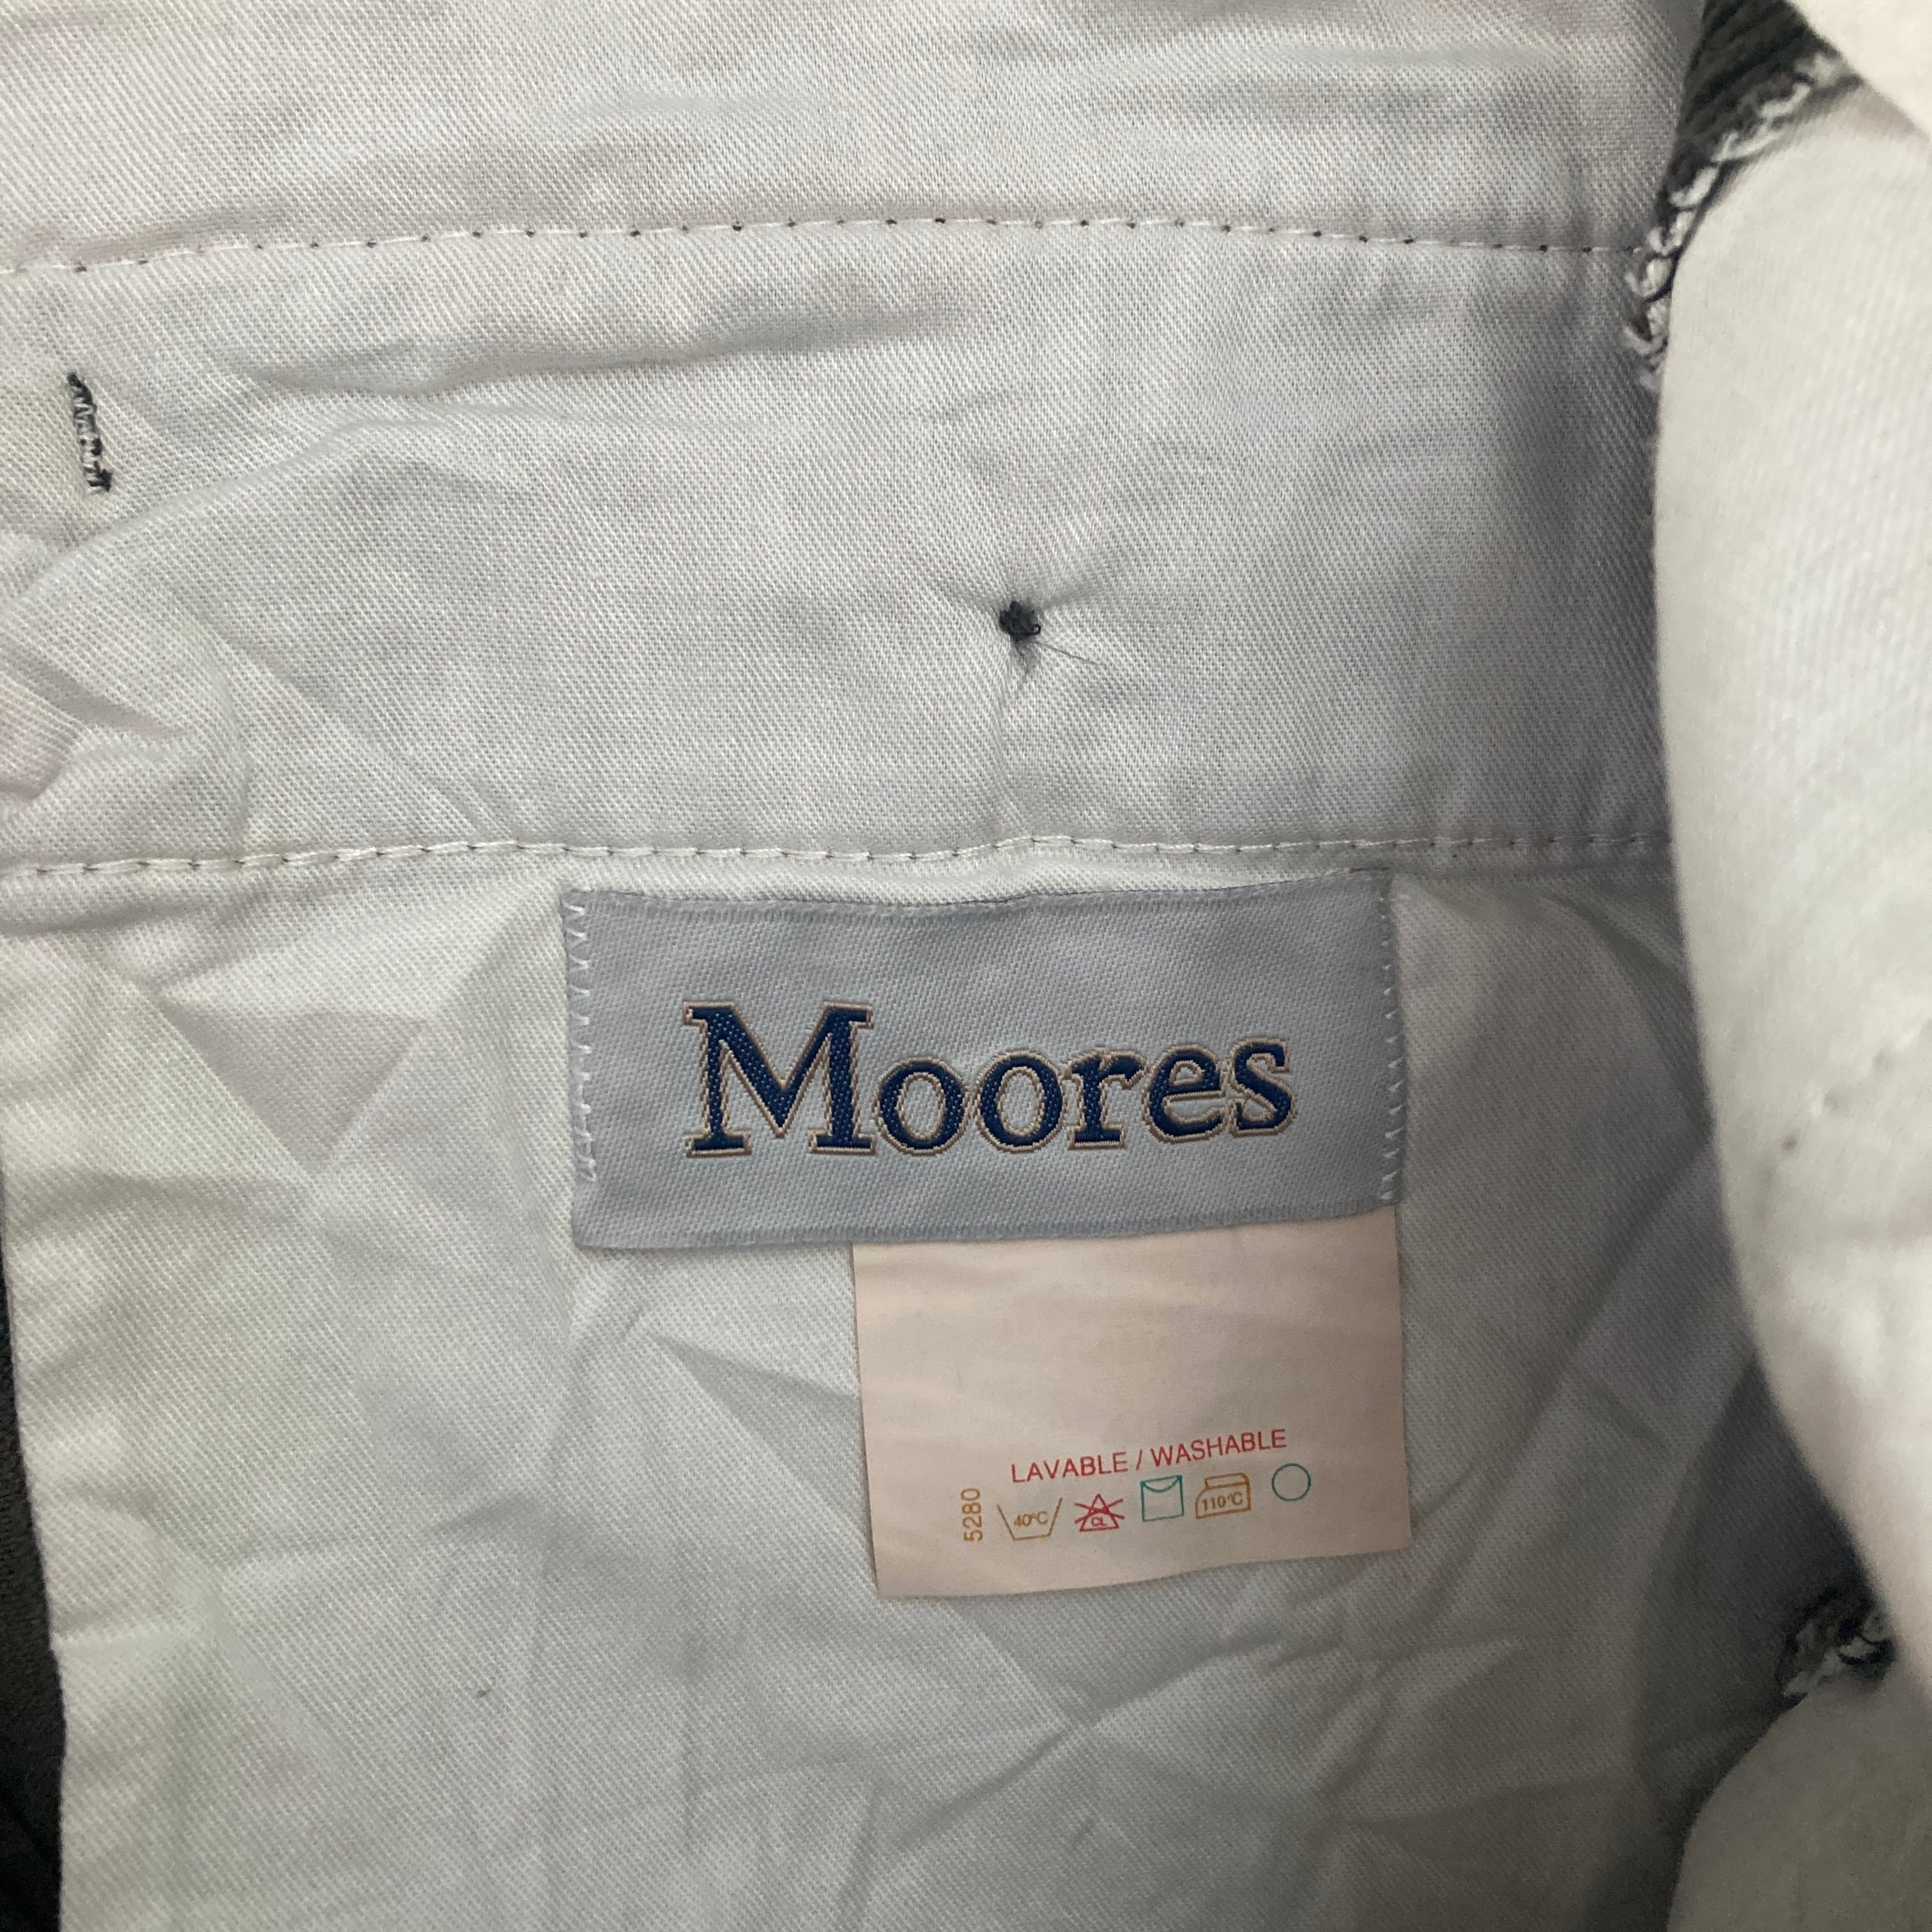 Moores
LAVABLE / WASHABLE
5280 40°C CL 110°C